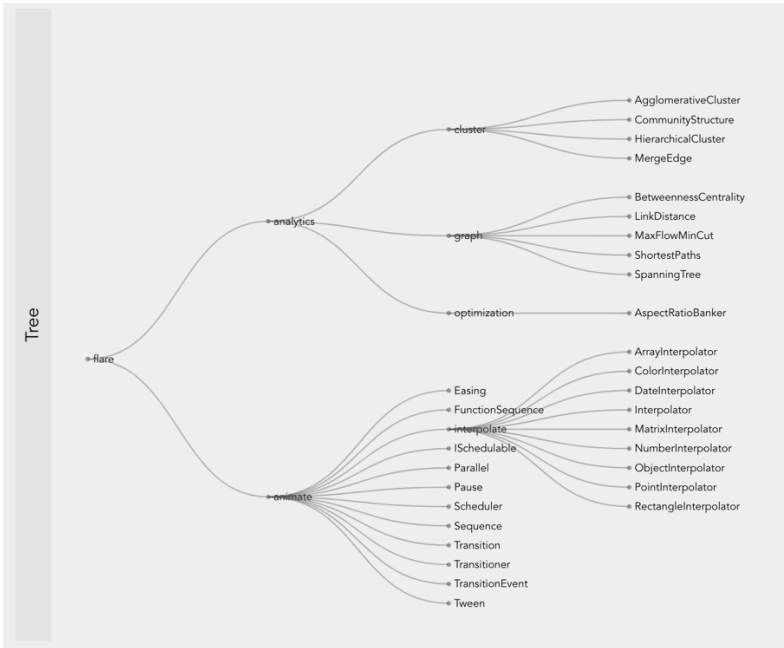 Tree
flare
analytics
cluster
AgglomerativeCluster
CommunityStructure
HierarchicalCluster
MergeEdge
graph
BetweennessCentrality
LinkDistance
MaxFlowMinCut
ShortestPaths
SpanningTree
optimization
AspectRatioBanker
animate
Easing
FunctionSequence
interpolate
ArrayInterpolator
ColorInterpolator
DateInterpolator
Interpolator
MatrixInterpolator
NumberInterpolator
ObjectInterpolator
PointInterpolator
RectangleInterpolator
ISchedulable
Parallel
Pause
Scheduler
Sequence
Transition
Transitioner
TransitionEvent
Tween